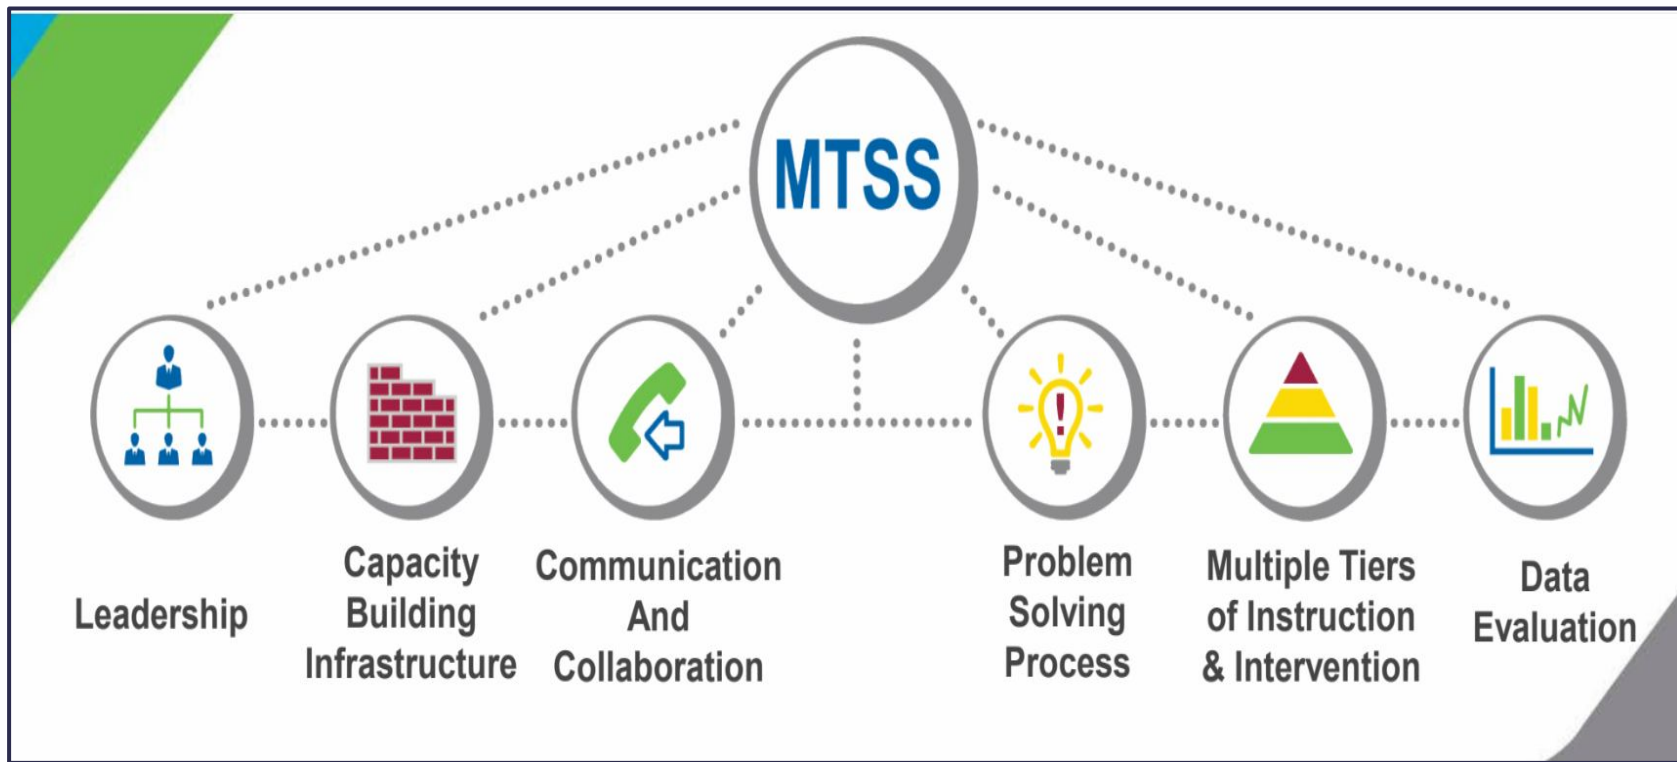 MTSS
Leadership
Capacity
Building
Infrastructure
Communication
And
Collaboration
Problem
Solving
Process
Multiple Tiers
of Instruction
& Intervention
Data
Evaluation